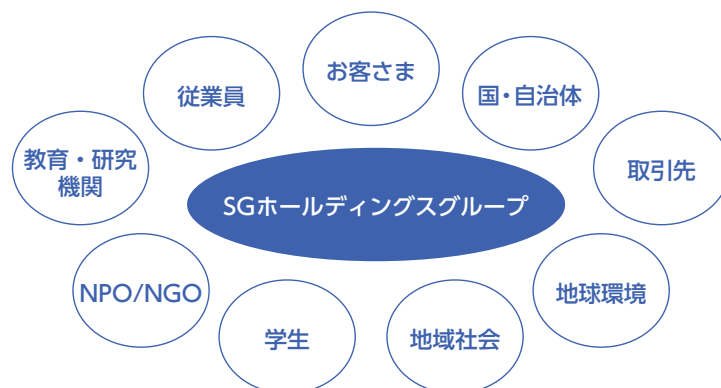 お客さま
従業員
国・自治体
教育・研究
機関
取引先
SGホールディングスグループ
NPO/NGO
地球環境
学生
地域社会